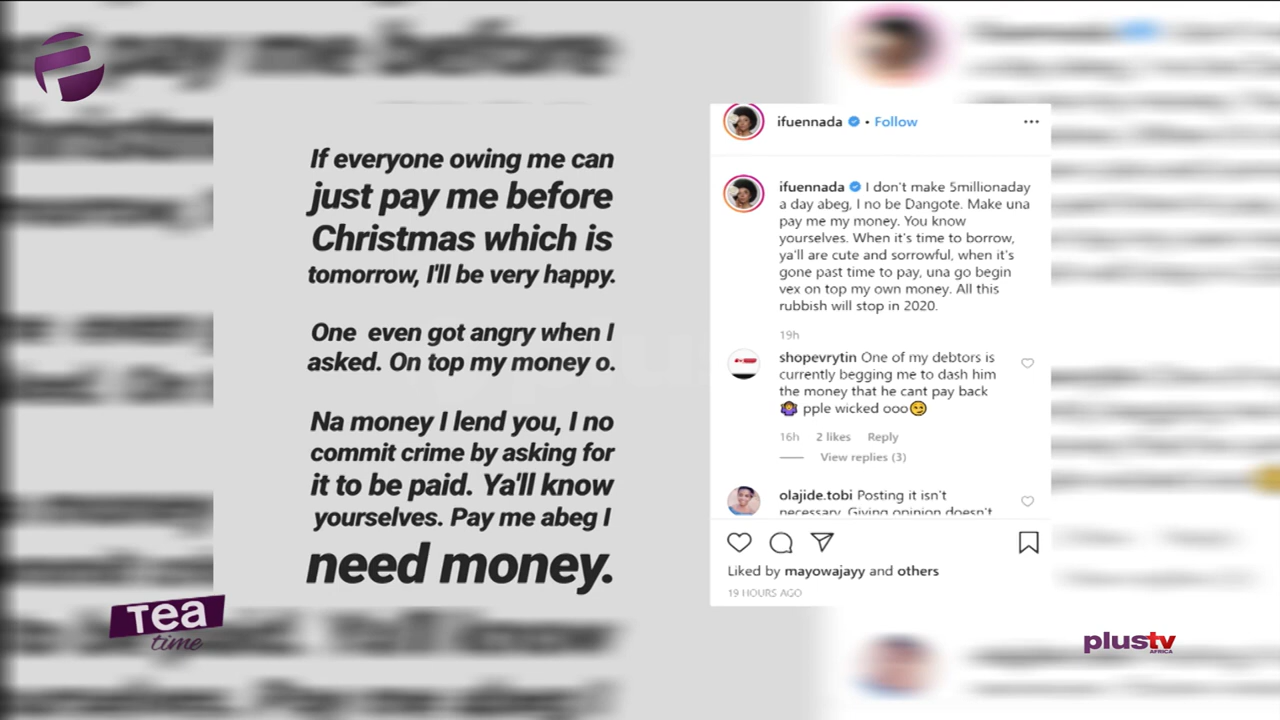 If everyone owing me can
just pay me before
Christmas which is
tomorrow, I'll be very happy.
One even got angry when I
asked. On top my money o.
Na money I lend you, I no
commit crime by asking for
it to be paid. Ya'll know
yourselves. Pay me abeg I
need money.
ifuennada • Follow
ifuennada I don't make 5millionaday
a day abeg, I no be Dangote. Make una
pay me my money. You know
yourselves. When it's time to borrow,
ya'll are cute and sorrowful, when it's
gone past time to pay, una go begin
vex on top my own money. All this
rubbish will stop in 2020.
19h
shopevrytin One of my debtors is
currently begging me to dash him
the money that he cant pay back
🤷🏽‍♀️ pple wicked ooo😏
16h 2 likes Reply
View replies (3)
olajide.tobi Posting it isn't
necessary. Giving opinion doesn't
Liked by mayowajayy and others
19 HOURS AGO
Tea
time
plustv
AFRICA